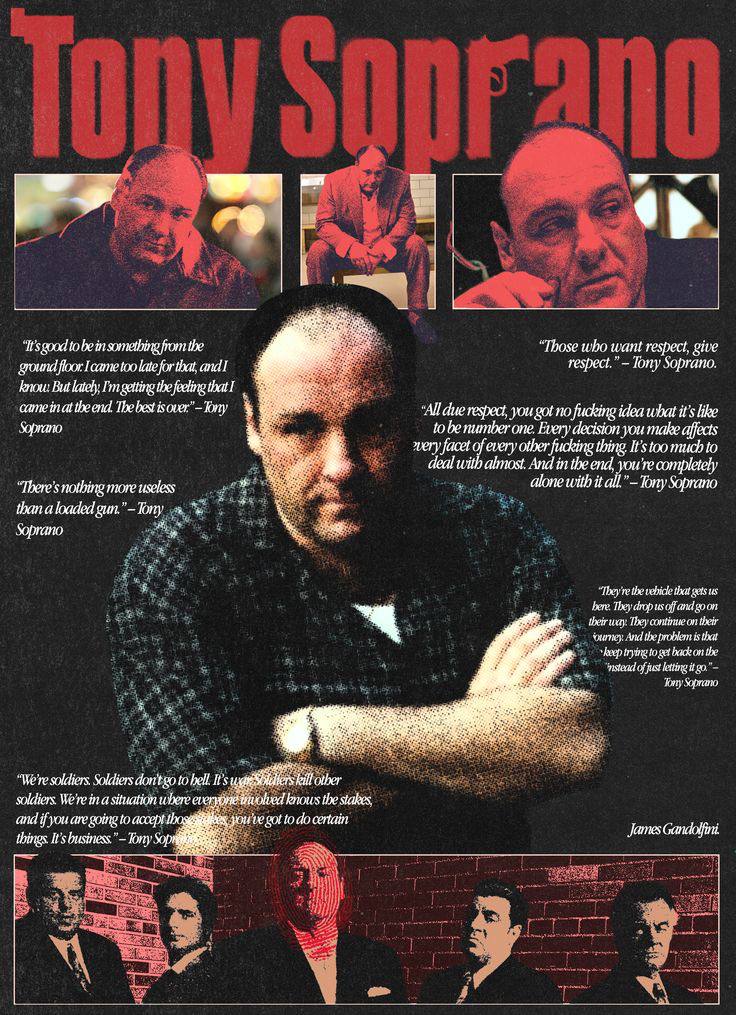 Tony Soprano
“It’s good to be in something from the
ground floor. I came too late for that, and I
know. But lately, I’m getting the feeling that I
came in at the end. The best is over.” – Tony
Soprano
“Those who want respect, give
respect.” – Tony Soprano.
“All due respect, you got no fucking idea what it’s like
to be number one. Every decision you make affects
every facet of every other fucking thing. It’s too much to
deal with almost. And in the end, you’re completely
alone with it all.” – Tony Soprano
“There’s nothing more useless
than a loaded gun.” – Tony
Soprano
“They’re the vehicle that gets us
here. They drop us off and go on
their way. They continue on their
journey. And the problem is that
keep trying to get back on the
instead of just letting it go.” –
Tony Soprano
“We’re soldiers. Soldiers don’t go to hell. It’s war. Soldiers kill other
soldiers. We’re in a situation where everyone involved knows the stakes,
and if you are going to accept those stakes, you’ve got to do certain
things. It’s business.” – Tony Soprano
James Gandolfini.